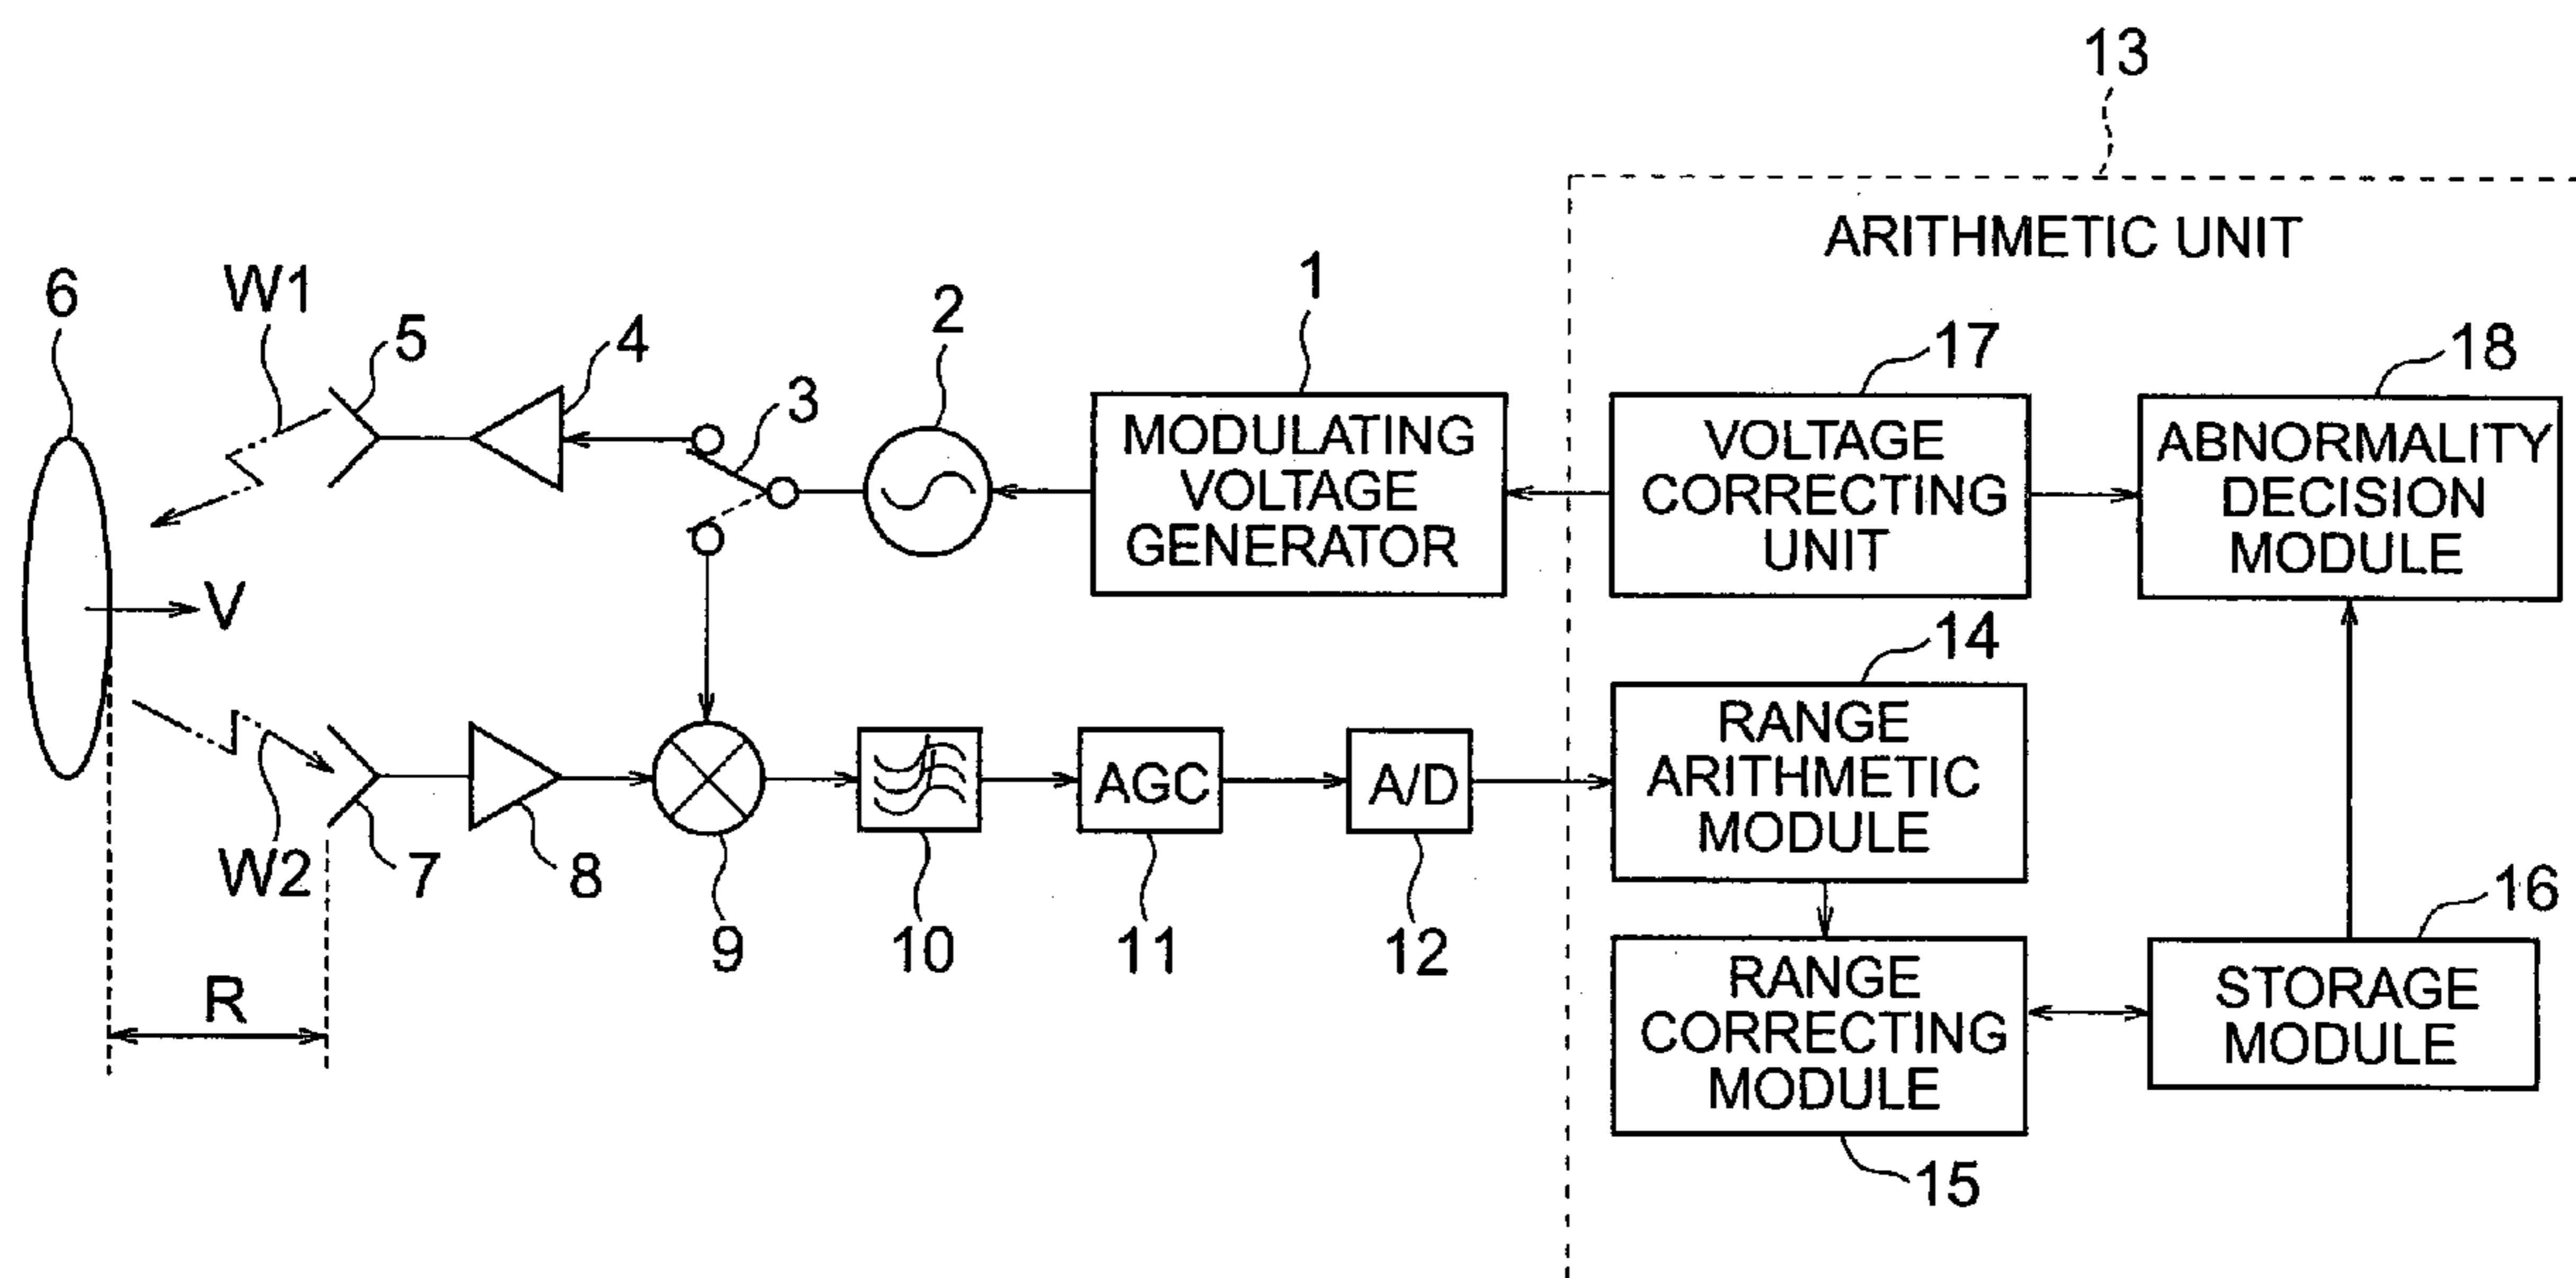 13
ARITHMETIC UNIT
6
W1
5
4
3
2
1
17
18
MODULATING
VOLTAGE
GENERATOR
VOLTAGE
CORRECTING
UNIT
ABNORMALITY
DECISION
MODULE
V
14
RANGE
ARITHMETIC
MODULE
AGC
A/D
W2
7
8
9
10
11
12
16
R
RANGE
CORRECTING
MODULE
STORAGE
MODULE
15